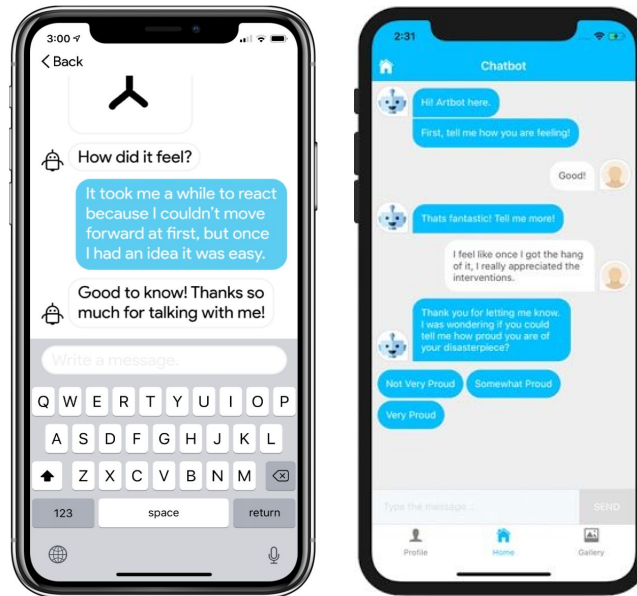 3:00
Back
How did it feel?
It took me a while to react
because I couldn't move
forward at first, but once
I had an idea it was easy.
Good to know! Thanks so
much for talking with me!
Write a message.
Q W E R T Y U I O P
A S D F G H J K L
Z X C V B N M
123 space return
2:31
Chatbot
Hi! Artbot here.
First, tell me how you are feeling!
Good!
Thats fantastic! Tell me more!
I feel like once I got the hang
of it, I really appreciated the
interventions.
Thank you for letting me know.
I was wondering if you could
tell me how proud you are of
your disasterpiece?
Not Very Proud Somewhat Proud
Very Proud
Type the message... SEND
Profile Home Gallery